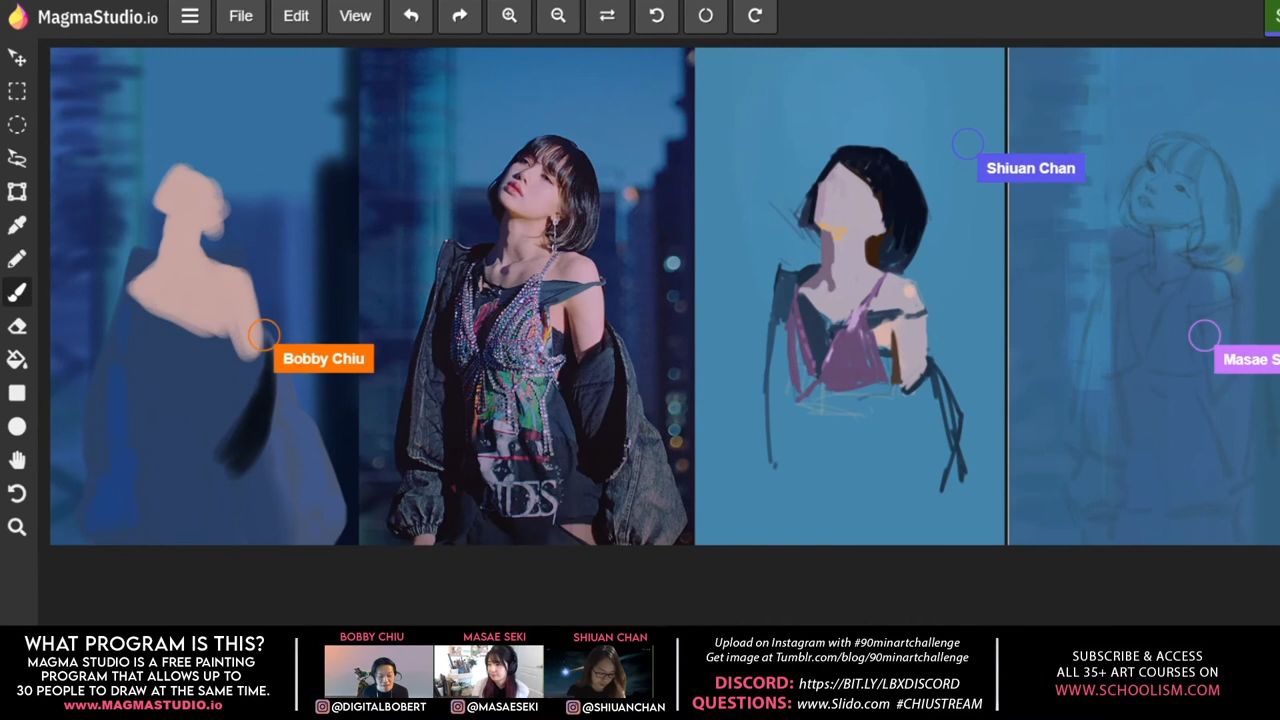 MagmaStudio.io
File
Edit
View
Shiuan Chan
Bobby Chiu
Masae S
WHAT PROGRAM IS THIS?
MAGMA STUDIO IS A FREE PAINTING
PROGRAM THAT ALLOWS UP TO
30 PEOPLE TO DRAW AT THE SAME TIME.
www.MAGMASTUDIO.io
BOBBY CHIU
MASAE SEKI
SHIUAN CHAN
@DIGITALBOBERT
@MASAESEKI
@SHIUANCHAN
Upload on Instagram with #90minartchallenge
Get image at Tumblr.com/blog/90minartchallenge
DISCORD: https://BIT.LY/LBXDISCORD
QUESTIONS: www.Slido.com #CHIUSTREAM
SUBSCRIBE & ACCESS
ALL 35+ ART COURSES ON
WWW.SCHOOLISM.COM